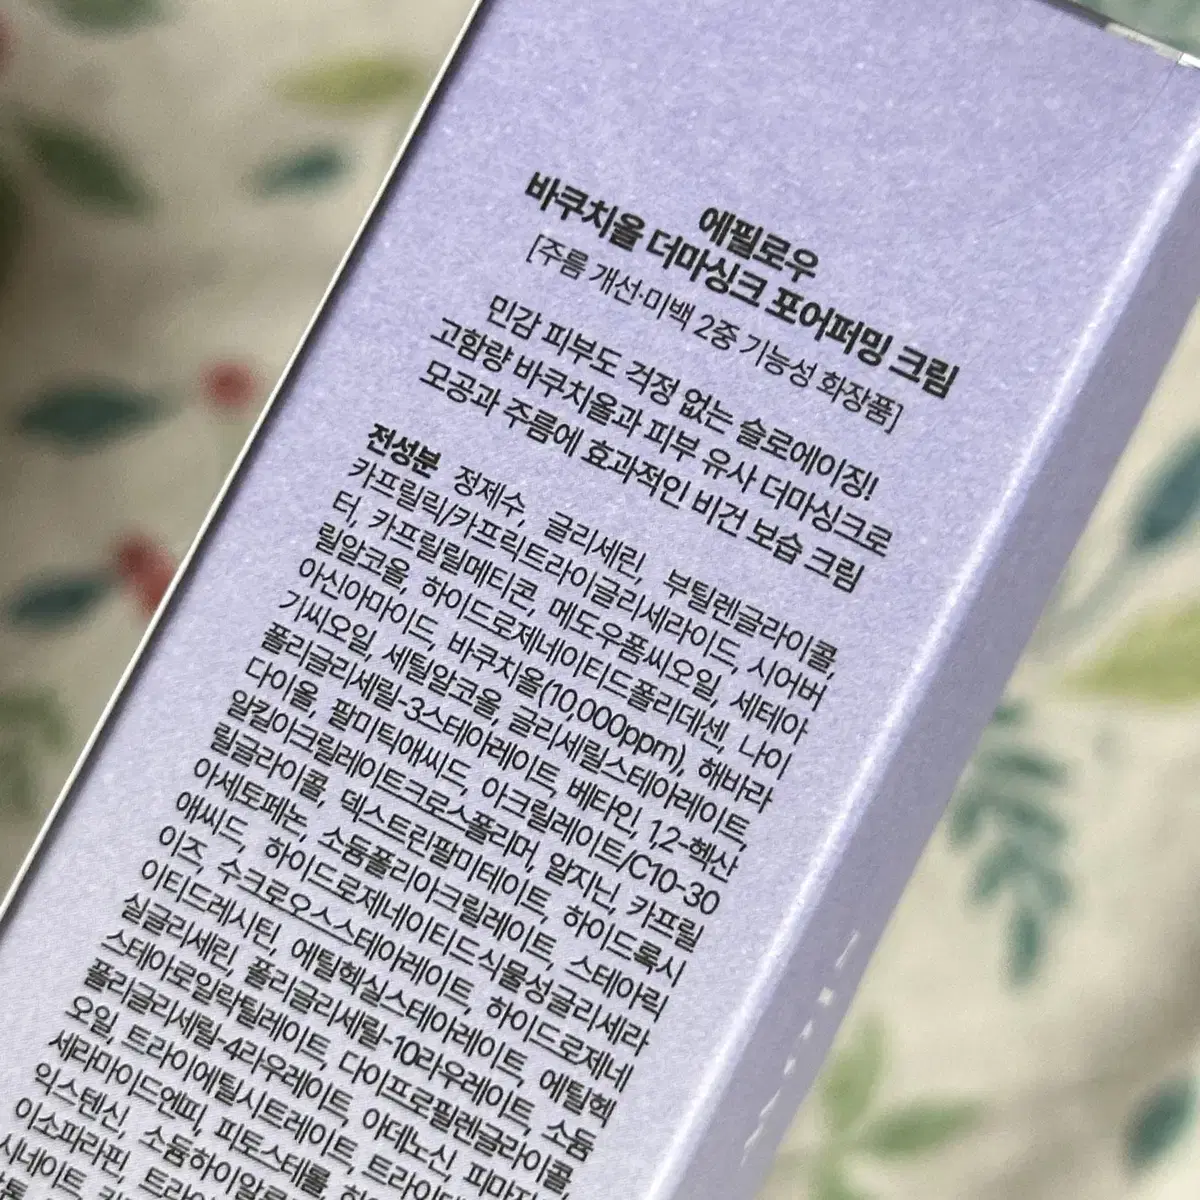 에필로우
바쿠치올 더마싱크 포어퍼밍 크림
[주름 개선·미백 2중 기능성 화장품]
민감 피부도 걱정 없는 슬로에이징!
고함량 바쿠치올과 피부 유사 더마싱크로
모공과 주름에 효과적인 비건 보습 크림
전성분 정제수, 글리세린, 부틸렌글라이콜,
카프릴릭/카프릭트라이글리세라이드, 시어버
터, 카프릴릴메티콘, 메도우폼씨오일, 세테아
릴알코올, 하이드로제네이티드폴리데센, 나이
아신아마이드, 바쿠치올(10,000ppm), 해바라
기씨오일, 세틸알코올, 글리세릴스테아레이트,
폴리글리세릴-3스테아레이트, 베타인, 1,2-헥산
다이올, 팔미틱애씨드, 아크릴레이트/C10-30
알킬아크릴레이트크로스폴리머, 알지닌, 카프릴
릴글라이콜, 덱스트린팔미테이트, 하이드록시
아세토페논, 소듐폴리아크릴레이트, 스테아릭
애씨드, 하이드로제네이티드식물성글리세라
이즈, 수크로오스스테아레이트, 하이드로제네
이티드레시틴, 에틸헥실스테아레이트, 에틸헥
실글리세린, 폴리글리세릴-10라우레이트, 소듐
스테아로일락틸레이트, 다이프로필렌글라이콜,
폴리글리세릴-4라우레이트, 아데노신, 피마자
오일, 트라이에틸시트레이트,
세라마이드엔피, 피토스테롤,
익스텐신,
이소파라핀,